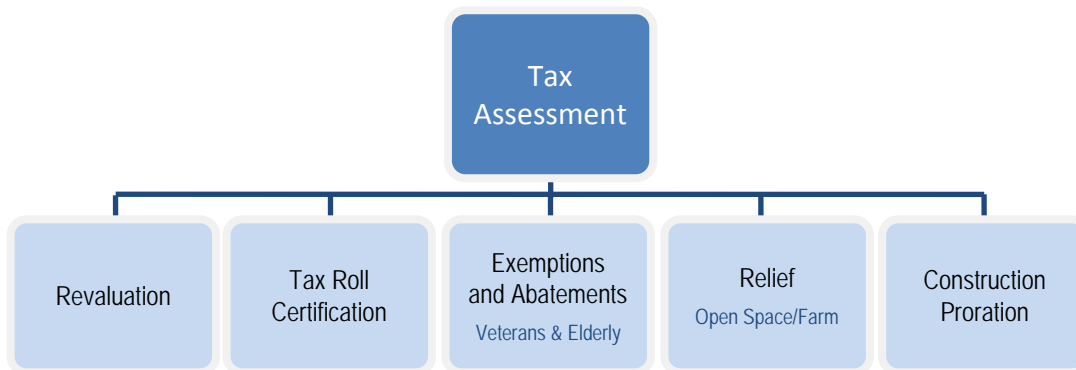 Tax
Assessment
Revaluation
Tax Roll
Certification
Exemptions
and Abatements
Veterans & Elderly
Relief
Open Space/Farm
Construction
Proration